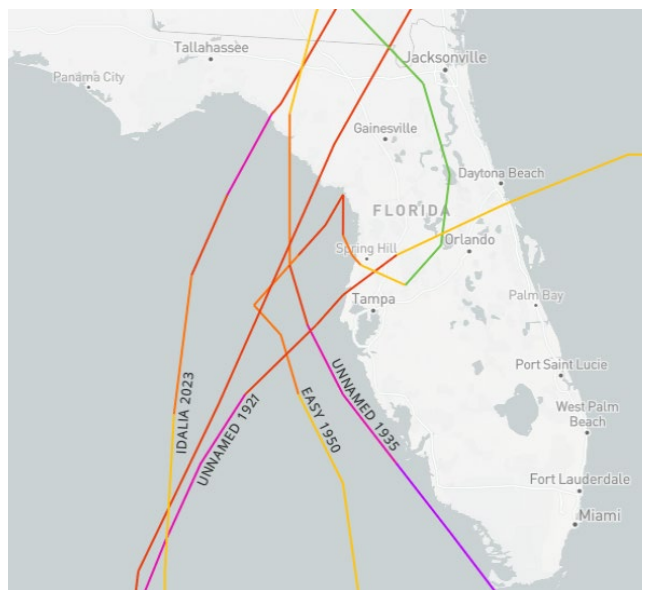 Tallahassee
Jacksonville
Panama City
Gainesville
Daytona Beach
FLORIDA
Spring Hill
Orlando
Tampa
Palm Bay
Port Saint Lucie
IDALIA 2023
UNNAMED 1921
EASY 1950
UNNAMED 1935
West Palm
Beach
Fort Lauderdale
Miami